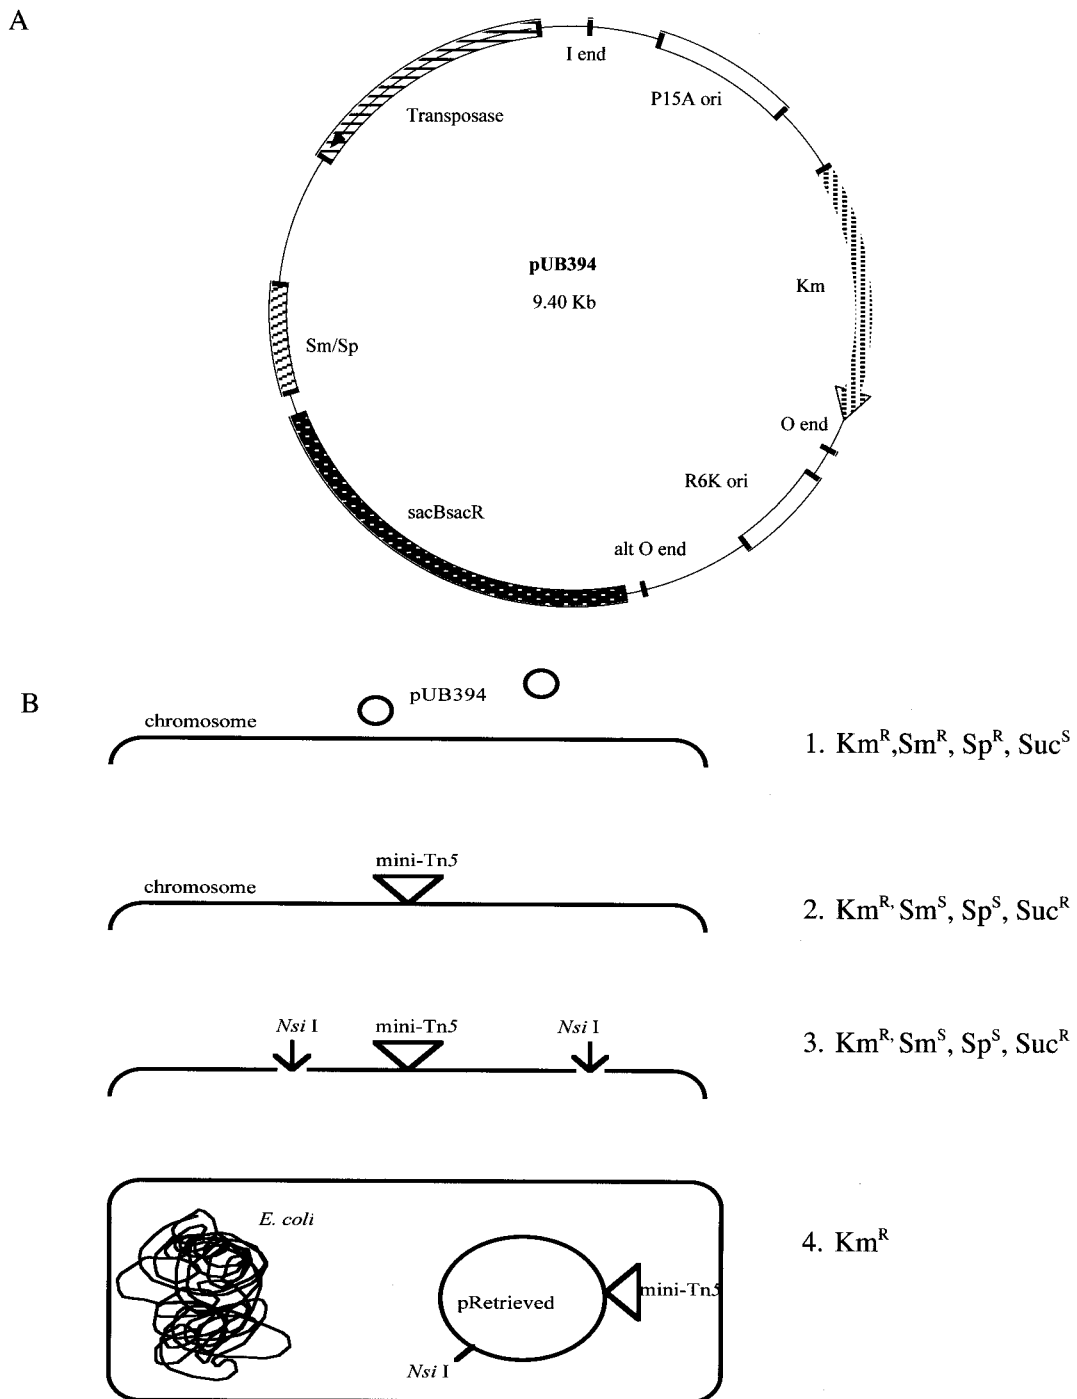 A
I end
P15A ori
Transposase
pUB394
9.40 Kb
Km
Sm/Sp
O end
R6K ori
sacBsacR
alt O end
B
pUB394
chromosome
1. Km^R,Sm^R, Sp^R, Suc^S
mini-Tn5
chromosome
2. Km^R, Sm^S, Sp^S, Suc^R
Nsi I mini-Tn5 Nsi I
3. Km^R, Sm^S, Sp^S, Suc^R
E. coli
4. Km^R
pRetrieved
mini-Tn5
Nsi I